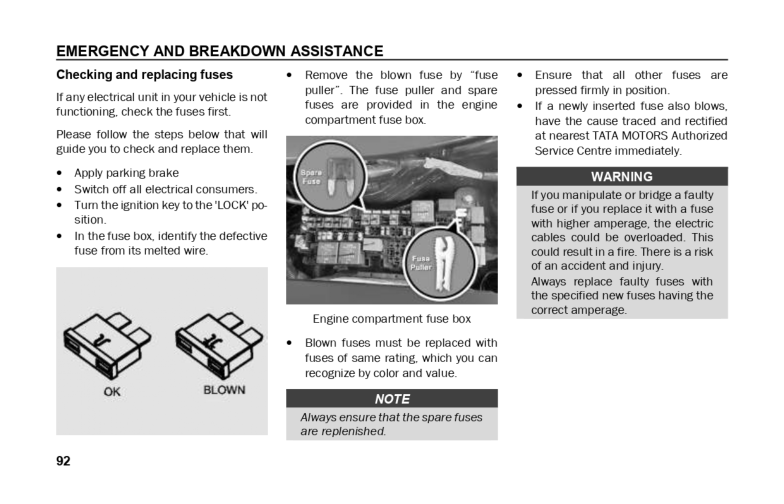 EMERGENCY AND BREAKDOWN ASSISTANCE
Checking and replacing fuses
If any electrical unit in your vehicle is not
functioning, check the fuses first.
Please follow the steps below that will
guide you to check and replace them.
• Apply parking brake
• Switch off all electrical consumers.
• Turn the ignition key to the 'LOCK' po-
sition.
• In the fuse box, identify the defective
fuse from its melted wire.
OK
BLOWN
• Remove the blown fuse by “fuse
puller”. The fuse puller and spare
fuses are provided in the engine
compartment fuse box.
Spare
Fuse
Fuse
Puller
Engine compartment fuse box
• Blown fuses must be replaced with
fuses of same rating, which you can
recognize by color and value.
NOTE
Always ensure that the spare fuses
are replenished.
• Ensure that all other fuses are
pressed firmly in position.
• If a newly inserted fuse also blows,
have the cause traced and rectified
at nearest TATA MOTORS Authorized
Service Centre immediately.
WARNING
If you manipulate or bridge a faulty
fuse or if you replace it with a fuse
with higher amperage, the electric
cables could be overloaded. This
could result in a fire. There is a risk
of an accident and injury.
Always replace faulty fuses with
the specified new fuses having the
correct amperage.
92